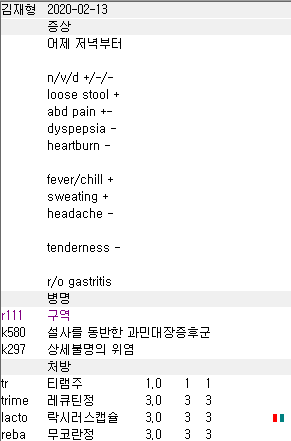 김재형 2020-02-13
증상
어제 저녁부터
n/v/d +/-/-
loose stool +
abd pain +-
dyspepsia -
heartburn -
fever/chill +
sweating +
headache -
tenderness -
r/o gastritis
병명
r111 구역
k580 설사를 동반한 과민대장증후군
k297 상세불명의 위염
처방
tr 티램주 1.0 1 1
trime 레큐틴정 3.0 3 3
lacto 락시러스캡슐 3.0 3 3
reba 무코란정 3.0 3 3